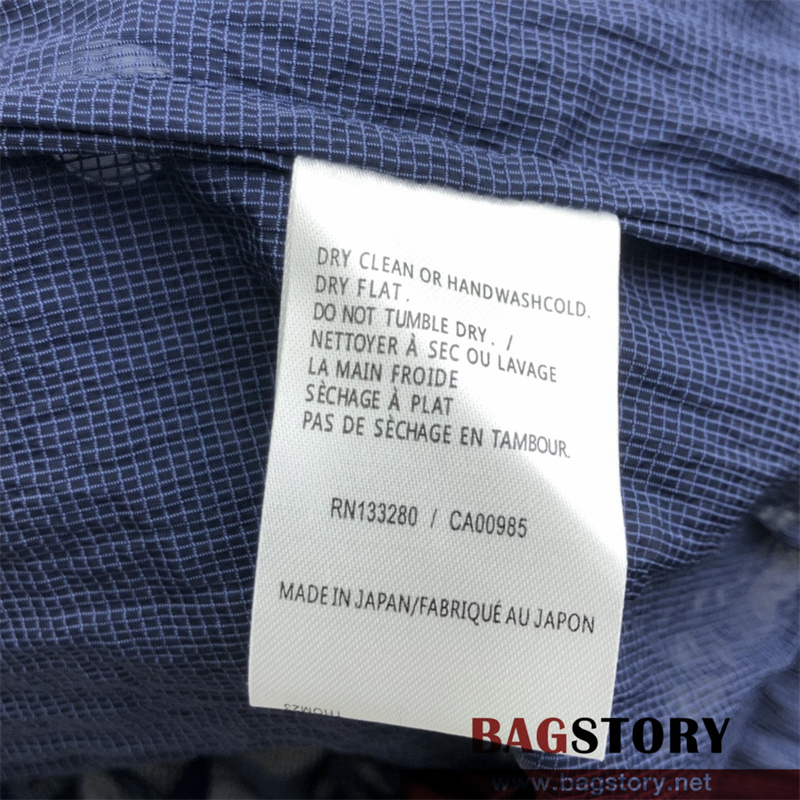 DRY CLEAN OR HANDWASHCOLD.
DRY FLAT.
DO NOT TUMBLE DRY. /
NETTOYER À SEC OU LAVAGE
LA MAIN FROIDE
SÈCHAGE À PLAT
PAS DE SÈCHAGE EN TAMBOUR.
RN133280 / CA00985
MADE IN JAPAN/FABRIQUÉ AU JAPON
BAGSTORY
www.bagstory.net